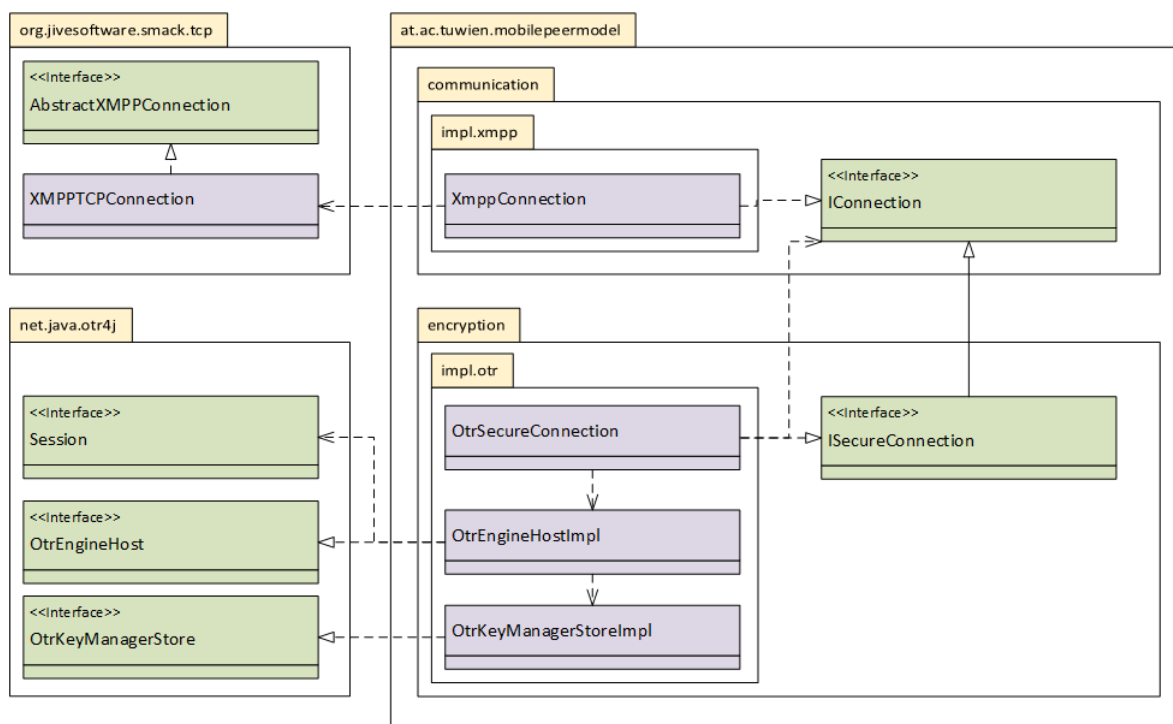 org.jivesoftware.smack.tcp
<<Interface>>
AbstractXMPPConnection
XMPPTCPConnection
at.ac.tuwien.mobilepeermodel
communication
impl.xmpp
XmppConnection
<<Interface>>
IConnection
net.java.otr4j
<<Interface>>
Session
<<Interface>>
OtrEngineHost
<<Interface>>
OtrKeyManagerStore
encryption
impl.otr
OtrSecureConnection
OtrEngineHostImpl
OtrKeyManagerStoreImpl
<<Interface>>
ISecureConnection